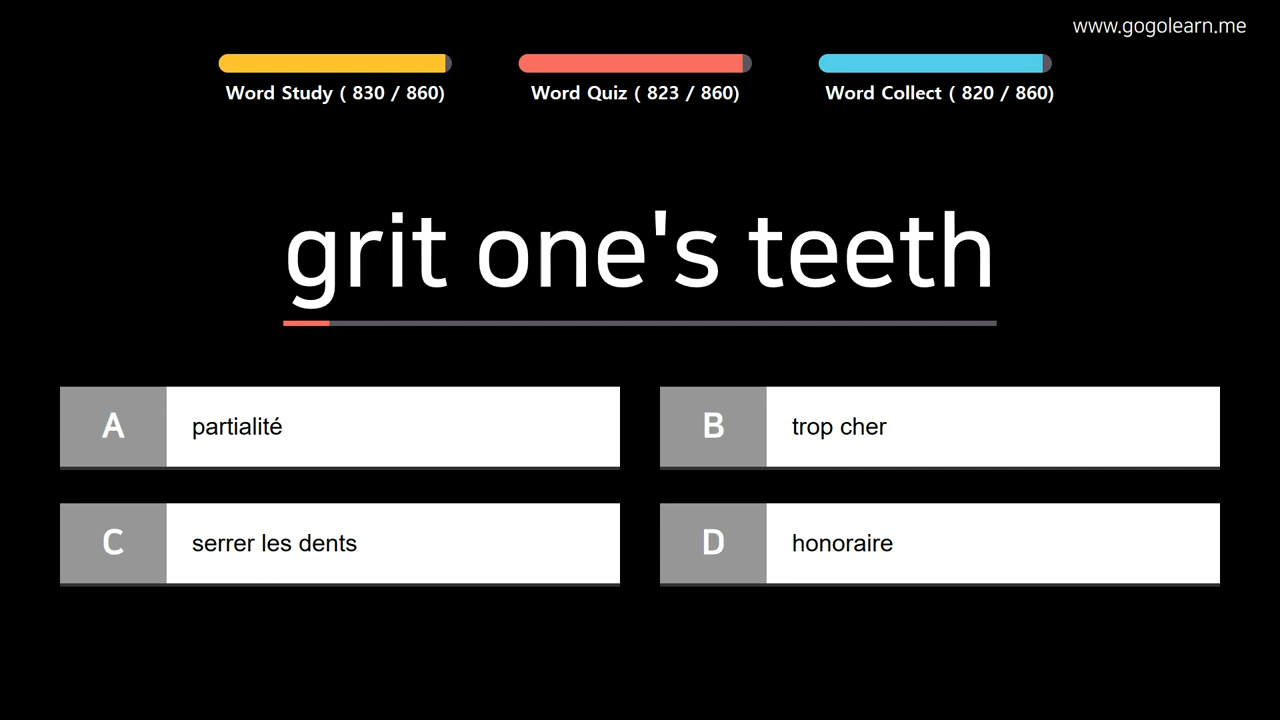 www.gogolearn.me
Word Study ( 830 / 860)
Word Quiz ( 823 / 860)
Word Collect ( 820 / 860)
grit one's teeth
A partialité
B trop cher
C serrer les dents
D honoraire